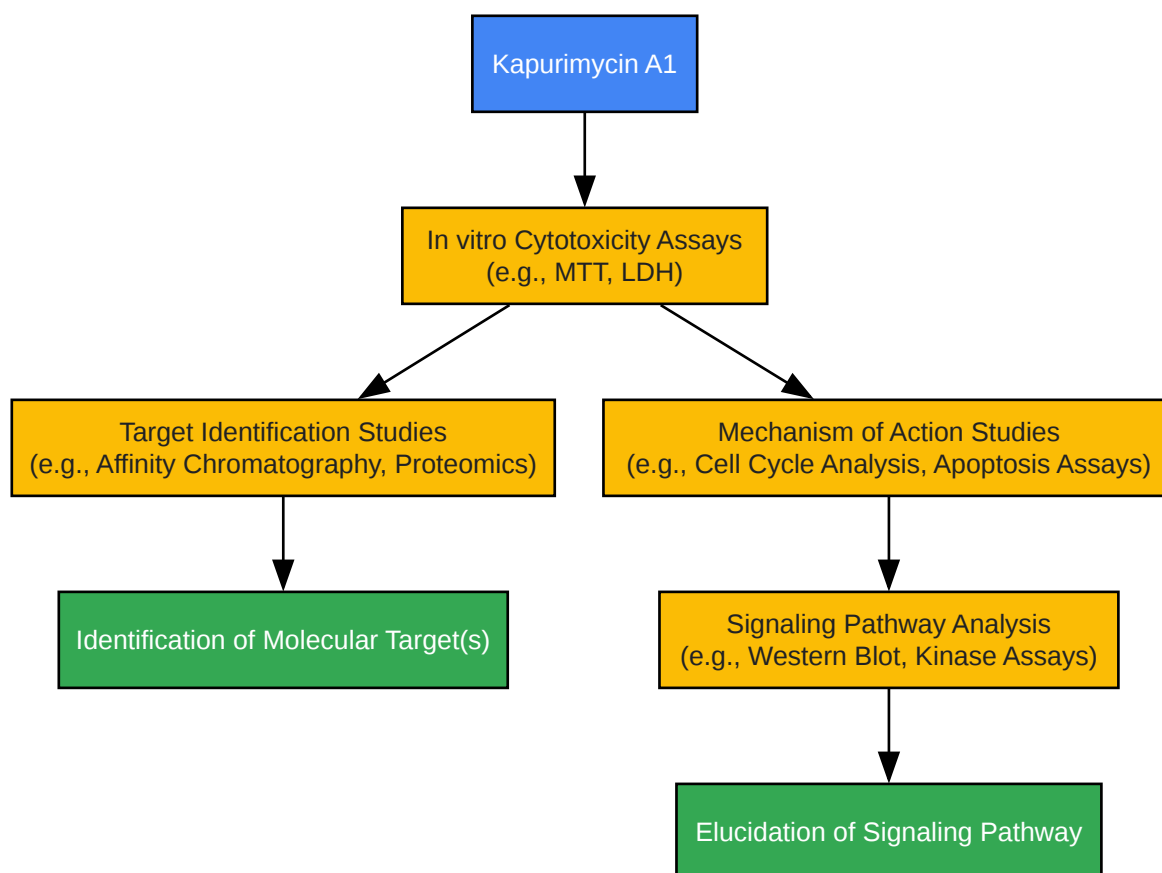 Kapurimycin A1
In vitro Cytotoxicity Assays
(e.g., MTT, LDH)
Target Identification Studies
(e.g., Affinity Chromatography, Proteomics)
Mechanism of Action Studies
(e.g., Cell Cycle Analysis, Apoptosis Assays)
Identification of Molecular Target(s)
Signaling Pathway Analysis
(e.g., Western Blot, Kinase Assays)
Elucidation of Signaling Pathway